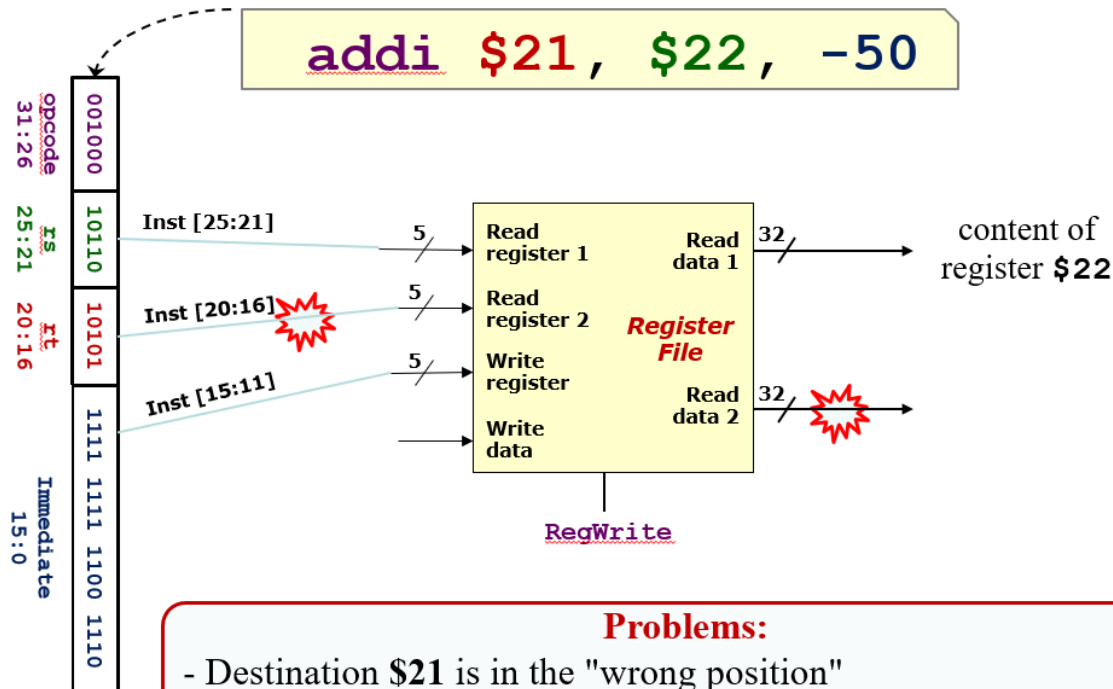 addi $21, $22, -50
opcode
31:26
001000
rs
25:21
10110
rt
20:16
10101
Immediate
15:0
1111 1111 1100 1110
Inst [25:21]
Inst [20:16]
Inst [15:11]
5
5
5
Read
register 1
Read
register 2
Write
register
Write
data
Register
File
Read
data 1
Read
data 2
32
32
content of
register $22
RegWrite
Problems:
- Destination $21 is in the "wrong position"